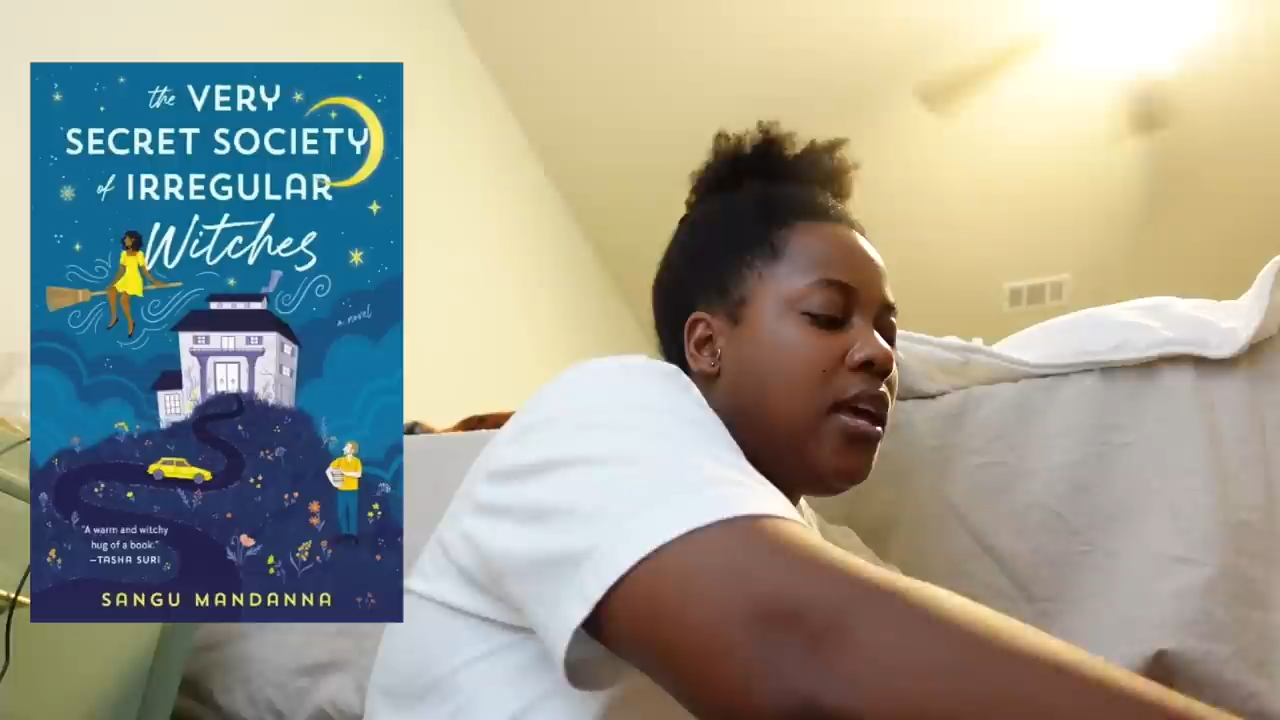 the VERY
SECRET SOCIETY
of IRREGULAR
Witches
a novel
"A warm and witchy
hug of a book."
—TASHA SURI
SANGU MANDANNA